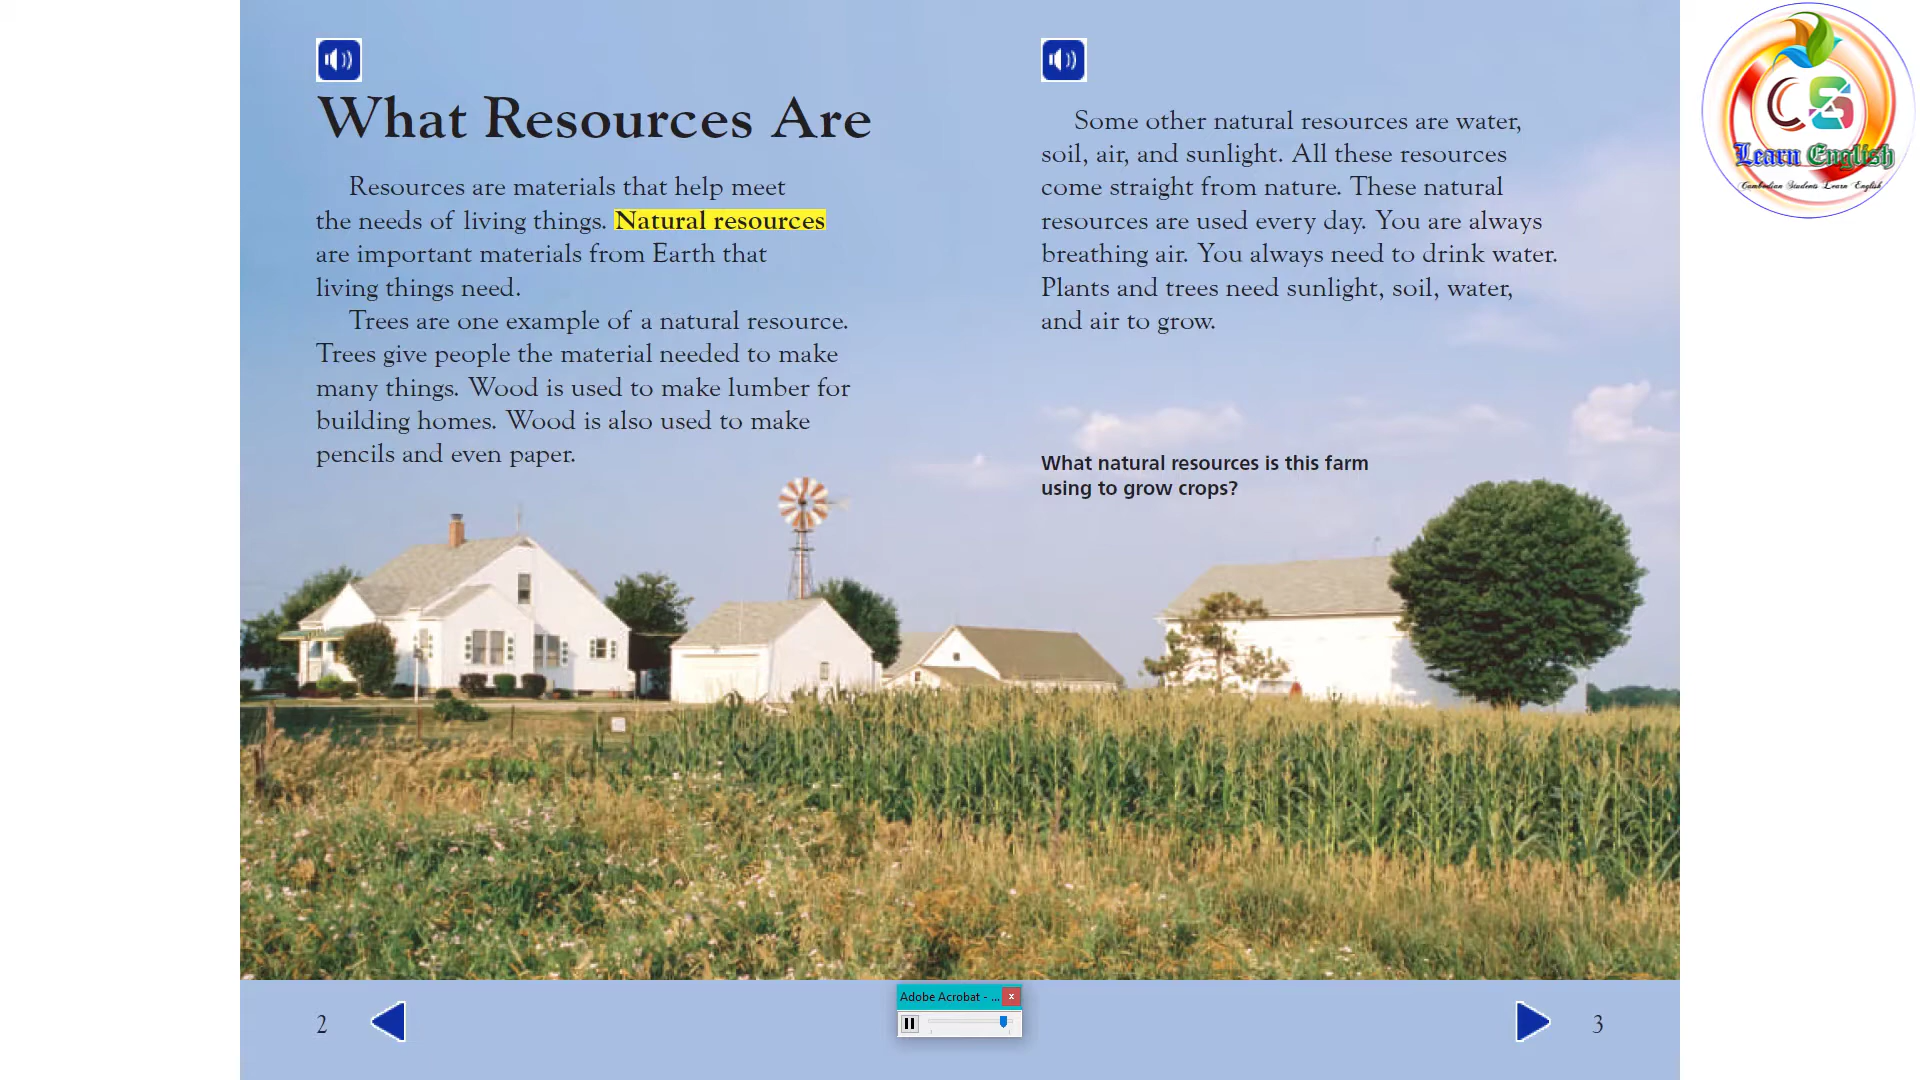 What Resources Are
Resources are materials that help meet
the needs of living things. Natural resources
are important materials from Earth that
living things need.
Trees are one example of a natural resource.
Trees give people the material needed to make
many things. Wood is used to make lumber for
building homes. Wood is also used to make
pencils and even paper.
Some other natural resources are water,
soil, air, and sunlight. All these resources
come straight from nature. These natural
resources are used every day. You are always
breathing air. You always need to drink water.
Plants and trees need sunlight, soil, water,
and air to grow.
What natural resources is this farm
using to grow crops?
2
3
Adobe Acrobat - ...
x
CS
Learn English
Cambodian Students Learn English